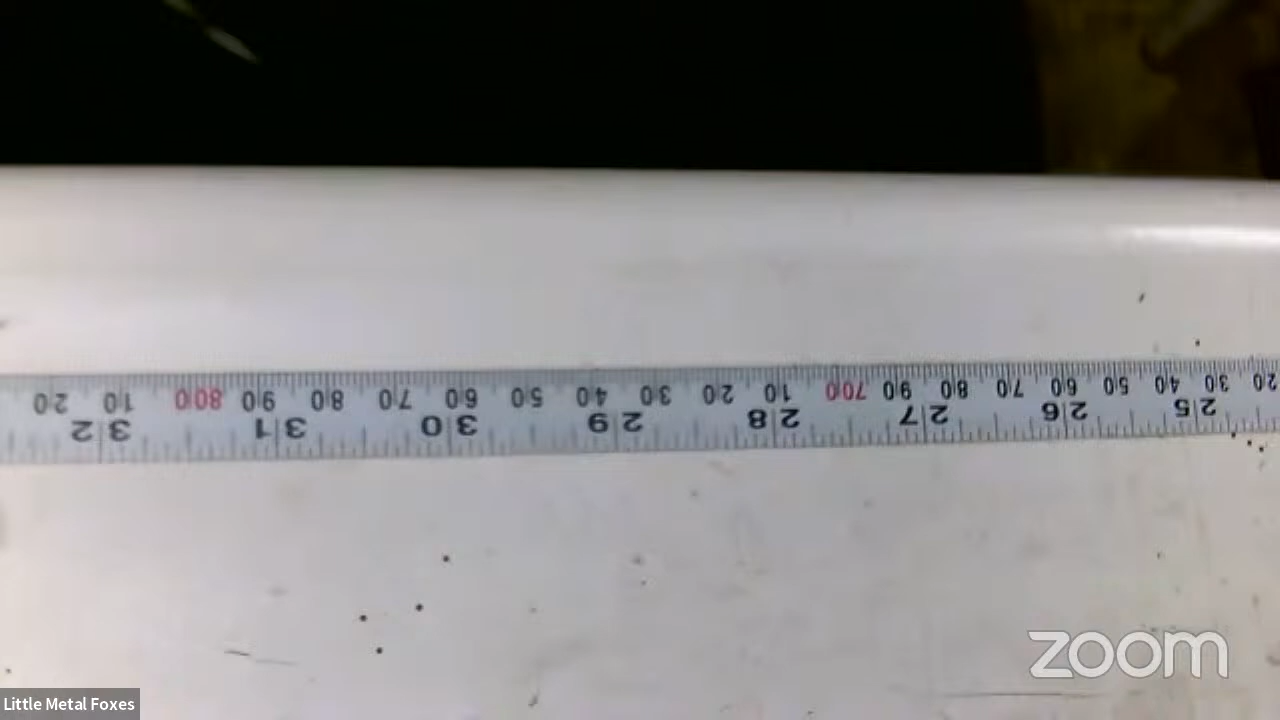 25 26 27 28 29 30 31 32
20 30 40 50 60 70 80 90 700 10 20 30 40 50 60 70 80 90 800 10 20
zoom
Little Metal Foxes